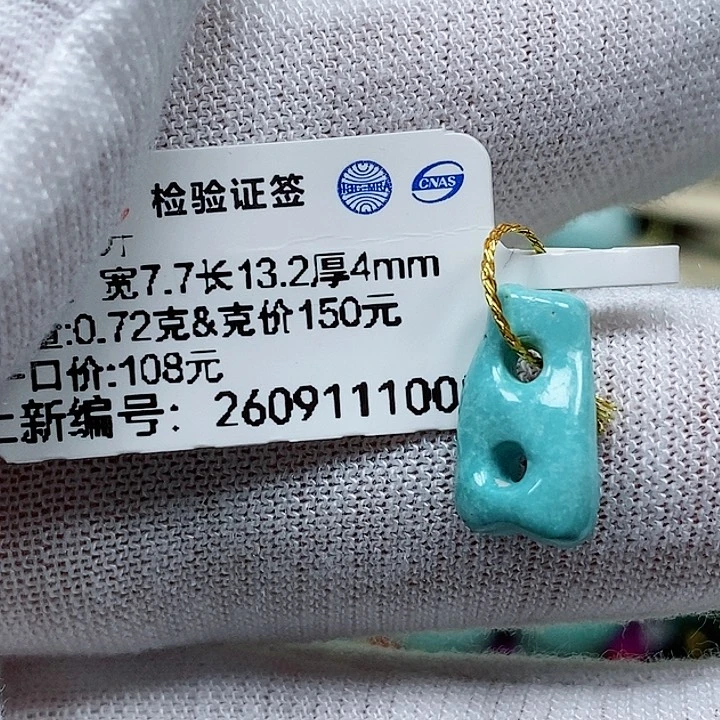 检验证签
CNAS
宽7.7长13.2厚4mm
:0.72克&克价150元
口价:108元
上新编号: 260911100